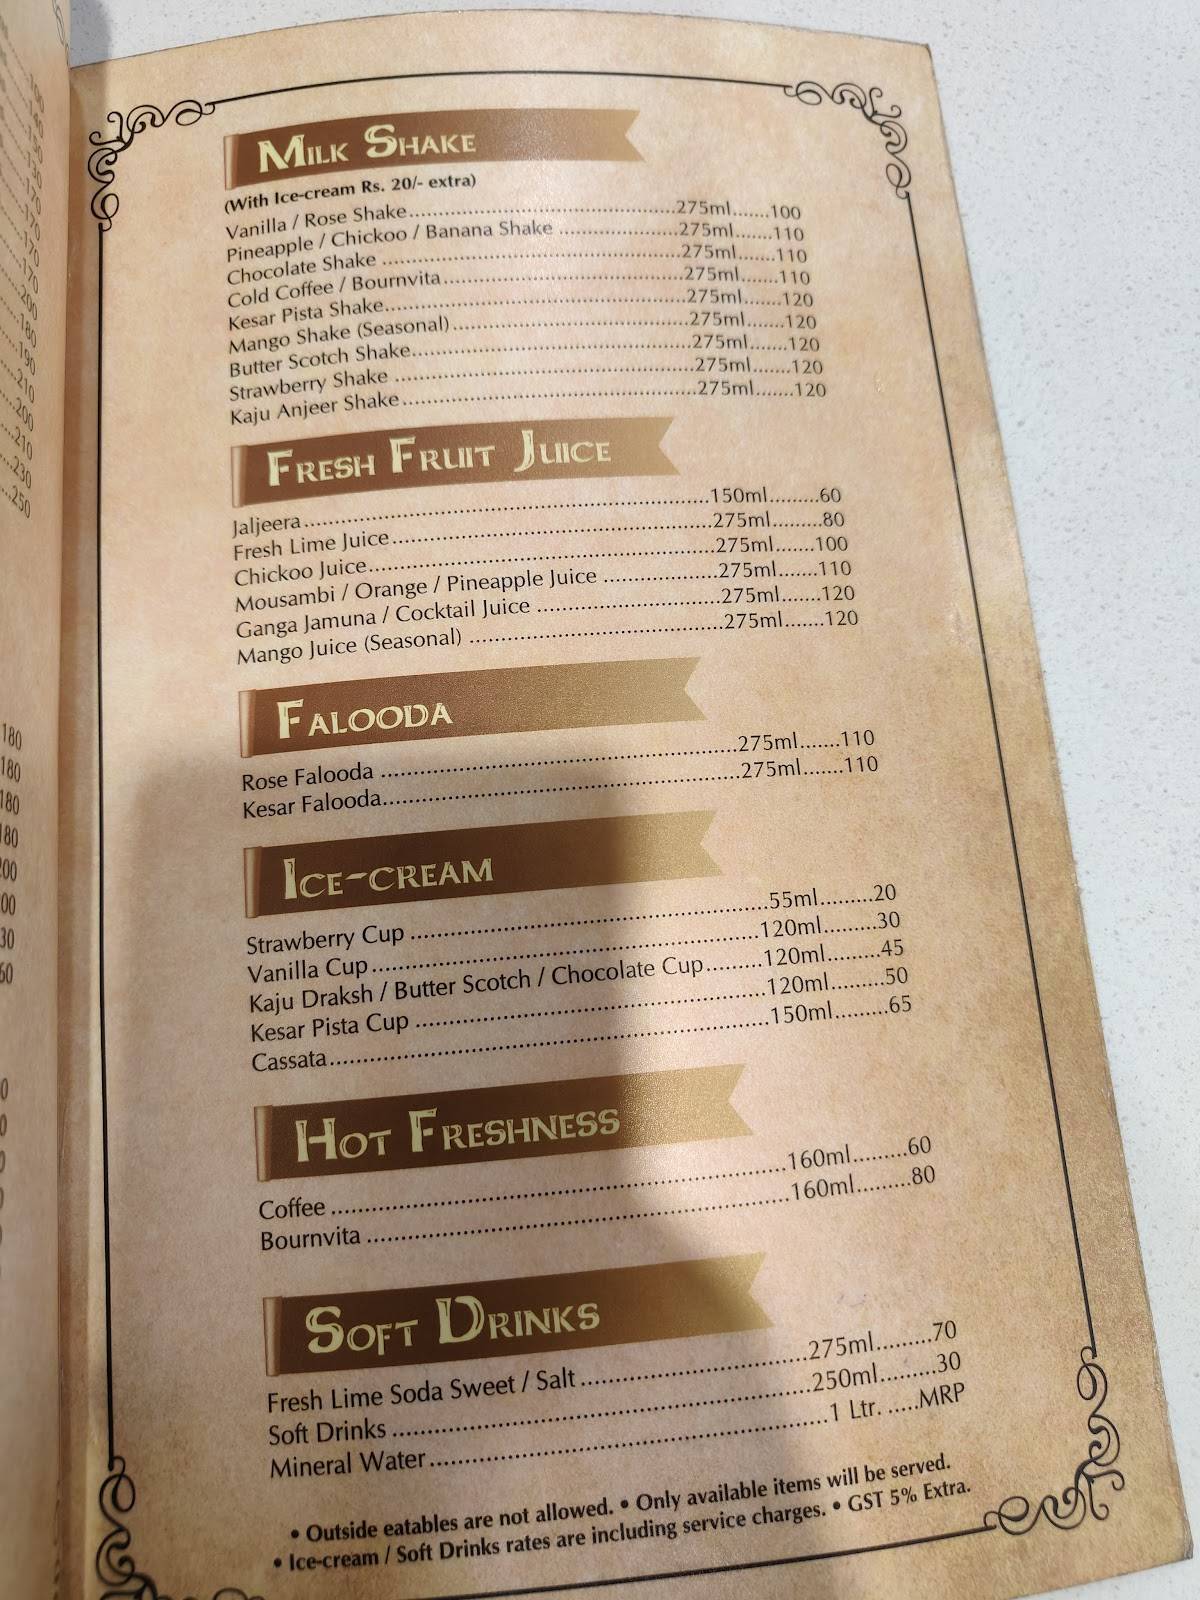 Milk Shake
(With Ice-cream Rs. 20/- extra)
Vanilla / Rose Shake 275ml 100
Pineapple / Chickoo / Banana Shake 275ml 110
Chocolate Shake 275ml 110
Cold Coffee / Bournvita 275ml 110
Kesar Pista Shake 275ml 120
Mango Shake (Seasonal) 275ml 120
Butter Scotch Shake 275ml 120
Strawberry Shake 275ml 120
Kaju Anjeer Shake 275ml 120
Fresh Fruit Juice
Jaljeera 150ml 60
Fresh Lime Juice 275ml 80
Chickoo Juice 275ml 100
Mousambi / Orange / Pineapple Juice 275ml 110
Ganga Jamuna / Cocktail Juice 275ml 120
Mango Juice (Seasonal) 275ml 120
Falooda
Rose Falooda 275ml 110
Kesar Falooda 275ml 110
Ice-cream
Strawberry Cup 55ml 20
Vanilla Cup 120ml 30
Kaju Draksh / Butter Scotch / Chocolate Cup 120ml 45
Kesar Pista Cup 120ml 50
Cassata 150ml 65
Hot Freshness
Coffee 160ml 60
Bournvita 160ml 80
Soft Drinks
Fresh Lime Soda Sweet / Salt 275ml 70
Soft Drinks 250ml 30
Mineral Water 1 Ltr. MRP
• Outside eatables are not allowed. • Only available items will be served.
• Ice-cream / Soft Drinks rates are including service charges. • GST 5% Extra.